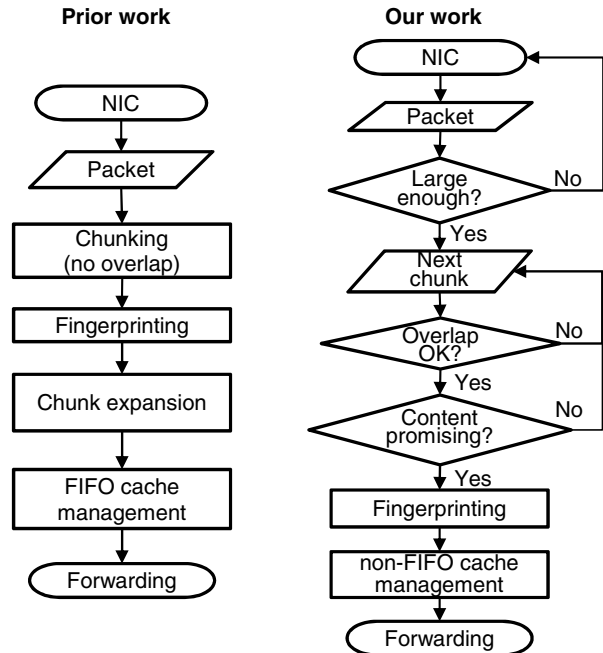 Prior work
NIC
Packet
Chunking
(no overlap)
Fingerprinting
Chunk expansion
FIFO cache
management
Forwarding
Our work
NIC
Packet
Large
enough?
No
Yes
Next
chunk
Overlap
OK?
No
Yes
Content
promising?
No
Yes
Fingerprinting
non-FIFO cache
management
Forwarding